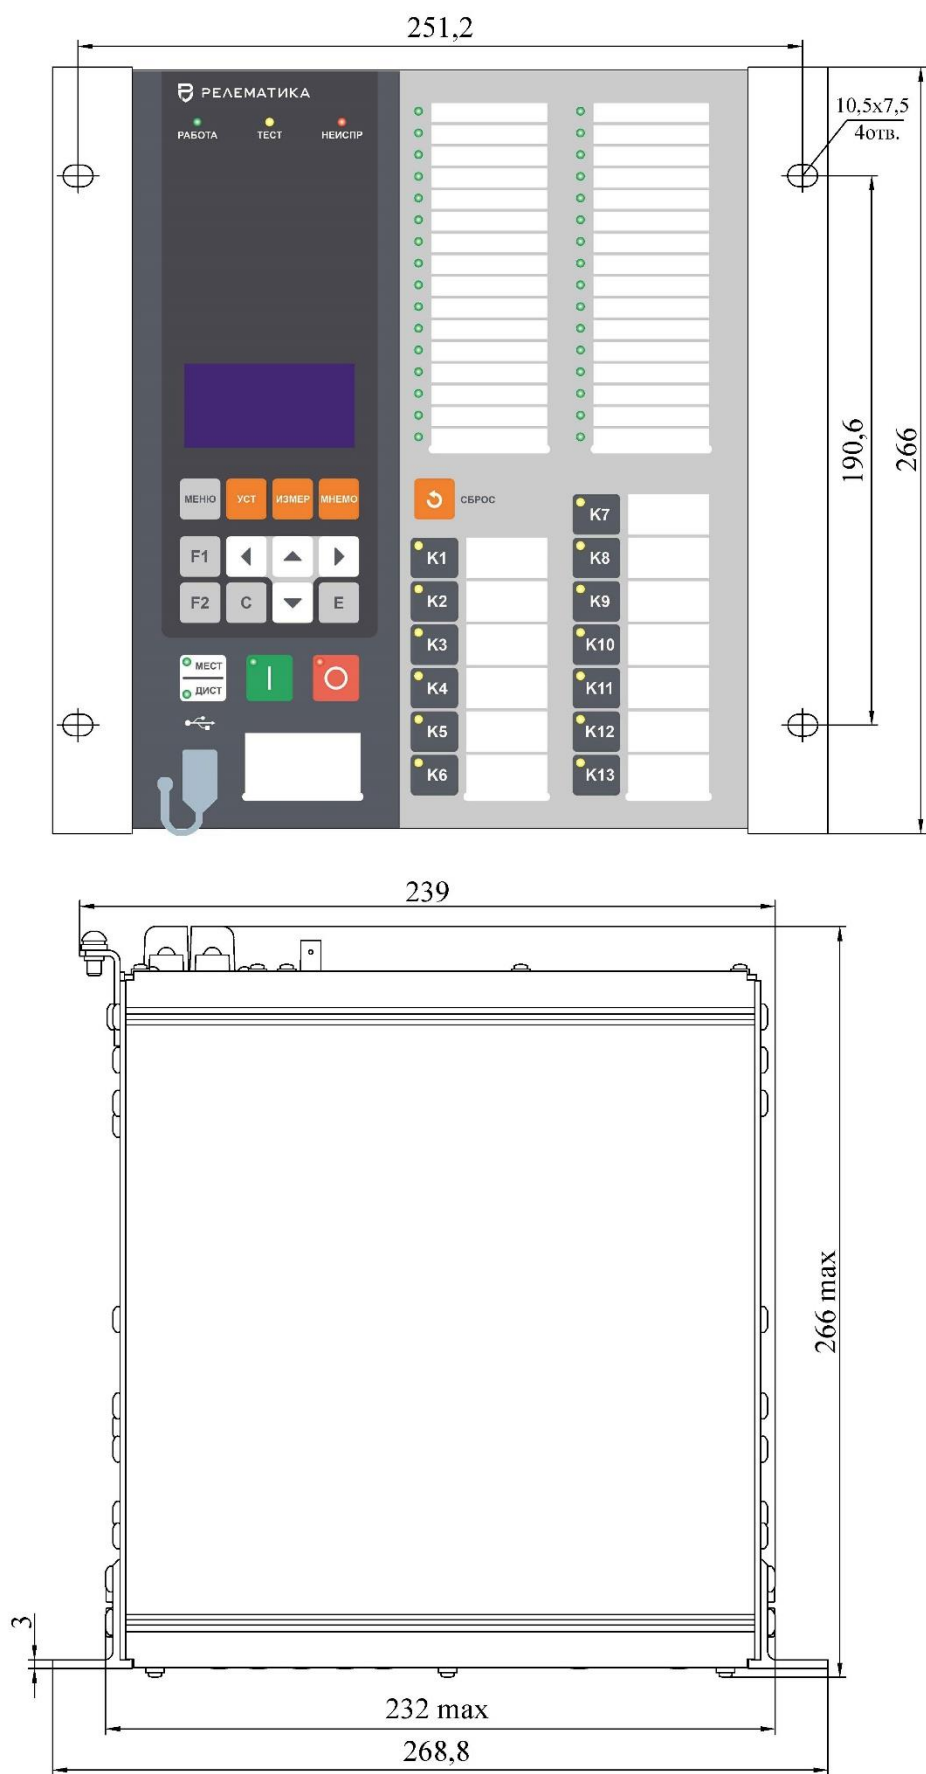 251,2
РЕЛЕМАТИКА
РАБОТА ТЕСТ НЕИСПР
10,5х7,5
4отв.
190,6
266
МЕНЮ УСТ ИЗМЕР МНЕМО
СБРОС
F1
F2 C E
МЕСТ
ДИСТ
K1
K2
K3
K4
K5
K6
K7
K8
K9
K10
K11
K12
K13
239
266 max
3
232 max
268,8